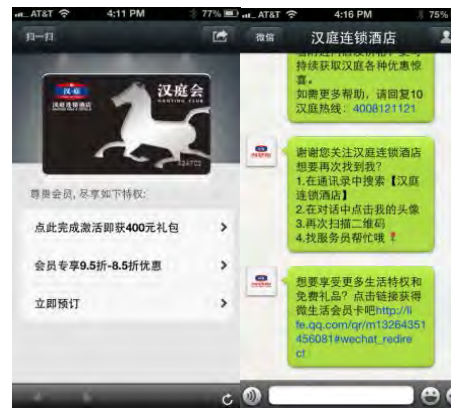 AT&T 4:11 PM 77%
扫一扫
汉庭
汉庭连锁酒店
汉庭会
HANTING CLUB
尊贵会员, 尽享如下特权:
点此完成激活即获400元礼包
会员专享9.5折-8.5折优惠
立即预订
AT&T 4:16 PM 75%
微信
汉庭连锁酒店
持续获取汉庭各种优惠惊
喜。
如需更多帮助，请回复10
汉庭热线：4008121121
谢谢您关注汉庭连锁酒店
想要再次找到我？
1.在通讯录中搜索【汉庭
连锁酒店】
2.在对话中点击我的头像
3.再次扫描二维码
4.找服务员帮忙哦
想要享受更多生活特权和
免费礼品？点击链接获得
微生活会员卡吧http://li
fe.qq.com/qr/m13264351
456081#wechat_redire
ct